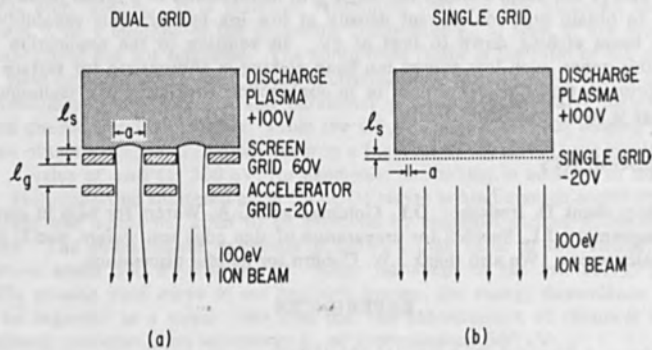 DUAL GRID
SINGLE GRID
DISCHARGE
PLASMA
+100V
ℓs
a
SCREEN
GRID 60V
ℓg
ACCELERATOR
GRID -20 V
100eV
ION BEAM
(a)
DISCHARGE
PLASMA
+100V
ℓs
SINGLE GRID
-20V
a
100eV
ION BEAM
(b)